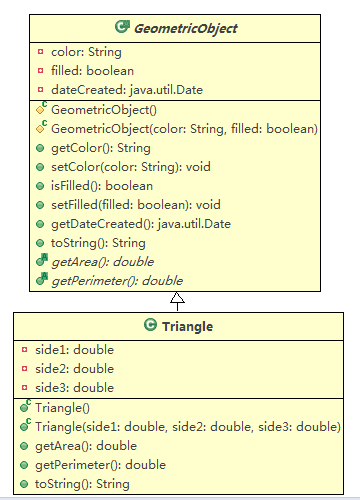 GeometricObject
color: String
filled: boolean
dateCreated: java.util.Date
GeometricObject()
GeometricObject(color: String, filled: boolean)
getColor(): String
setColor(color: String): void
isFilled(): boolean
setFilled(filled: boolean): void
getDateCreated(): java.util.Date
toString(): String
getArea(): double
getPerimeter(): double
Triangle
side1: double
side2: double
side3: double
Triangle()
Triangle(side1: double, side2: double, side3: double)
getArea(): double
getPerimeter(): double
toString(): String